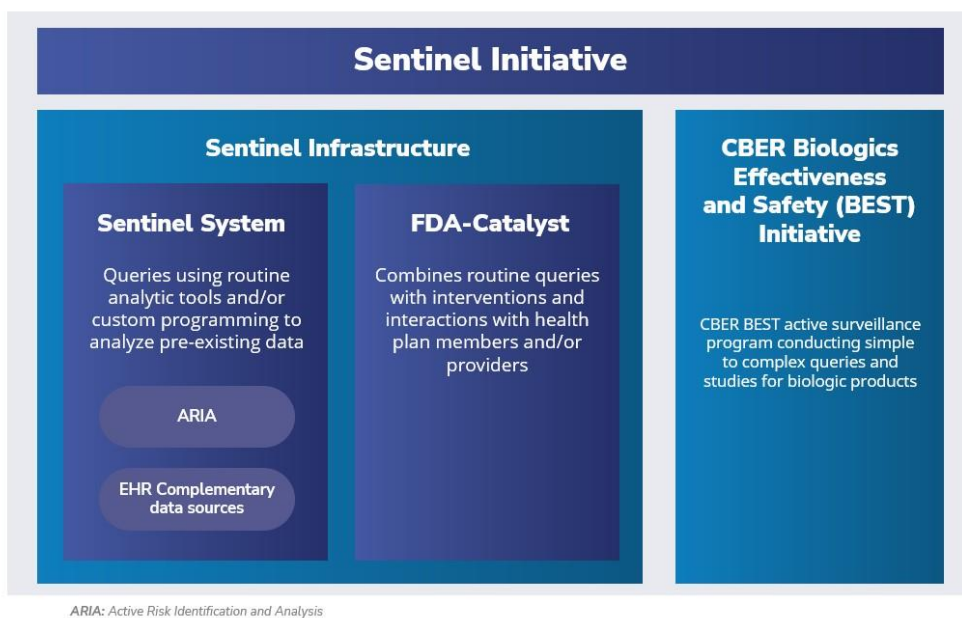 Sentinel Initiative
Sentinel Infrastructure
Sentinel System
Queries using routine
analytic tools and/or
custom programming to
analyze pre-existing data
ARIA
EHR Complementary
data sources
FDA-Catalyst
Combines routine queries
with interventions and
interactions with health
plan members and/or
providers
CBER Biologics
Effectiveness
and Safety (BEST)
Initiative
CBER BEST active surveillance
program conducting simple
to complex queries and
studies for biologic products
ARIA: Active Risk Identification and Analysis